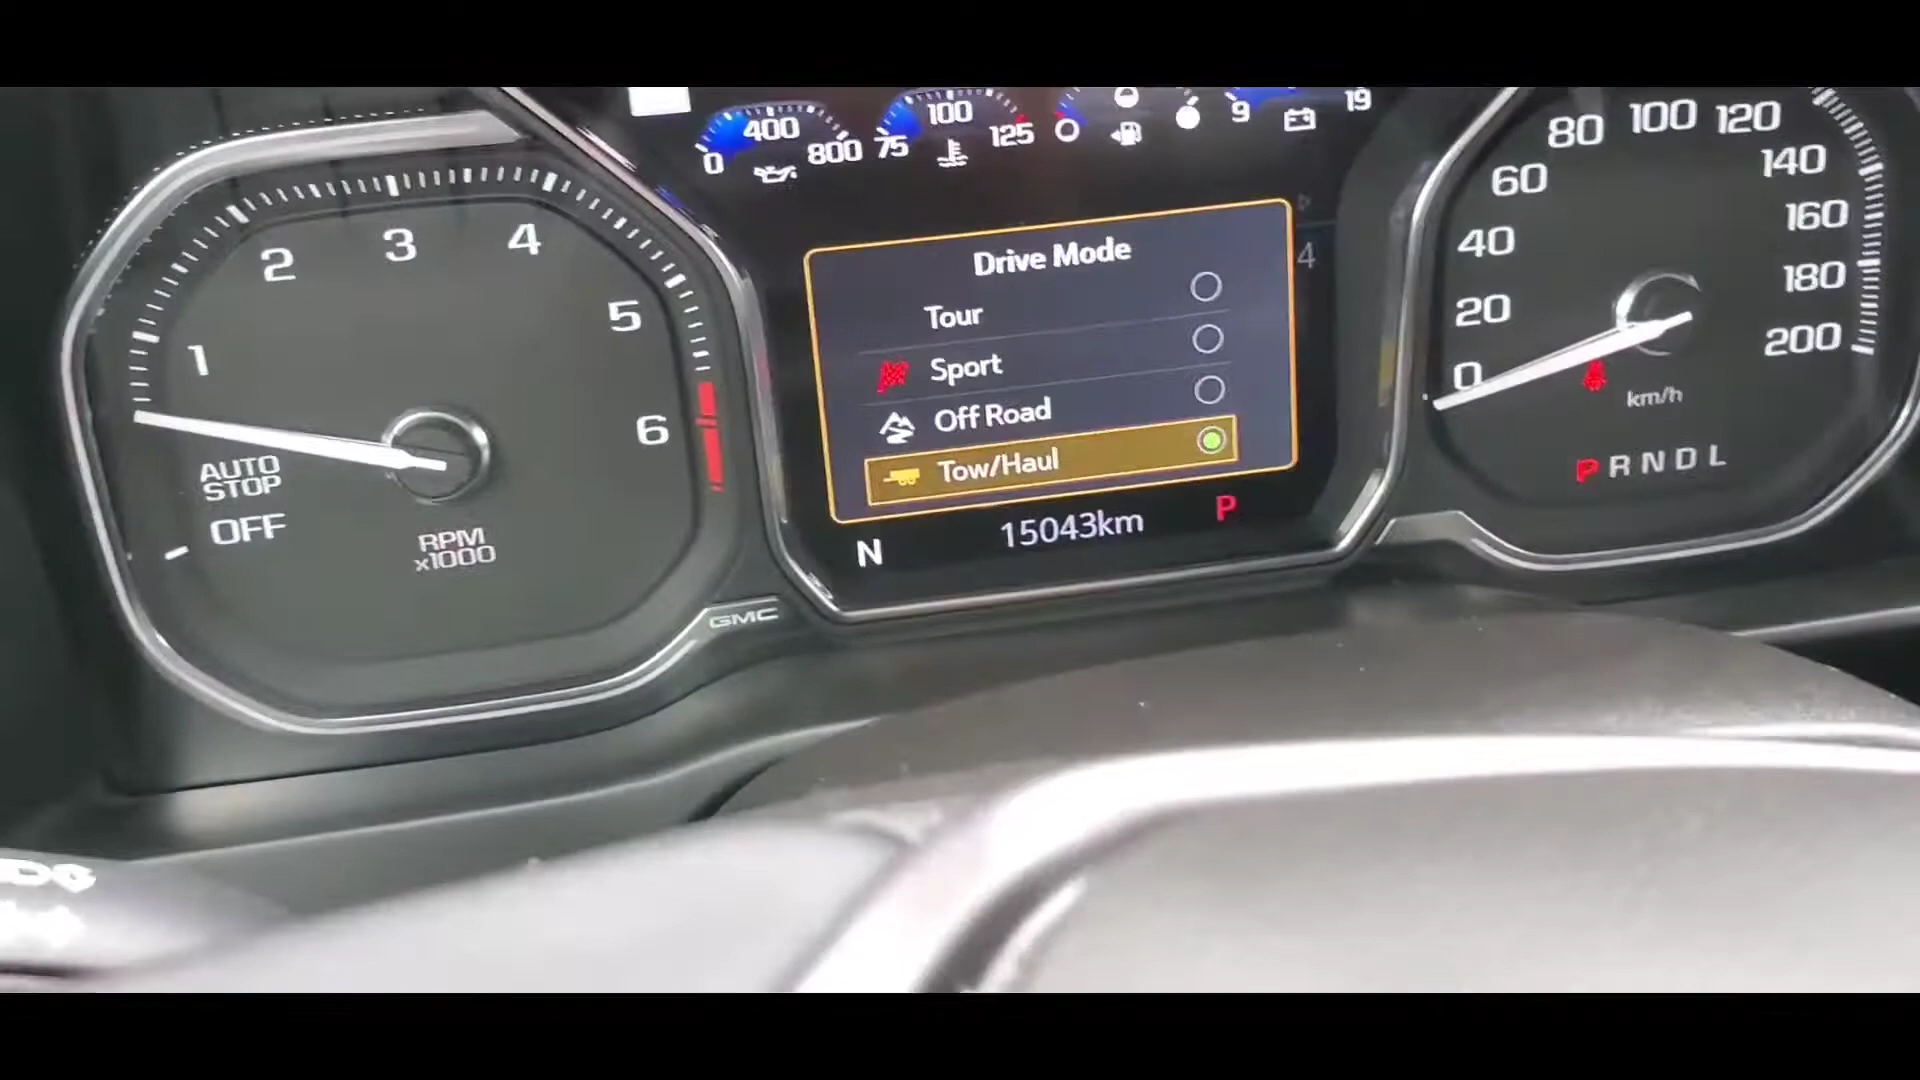 0 400 800
75 100 125
9 19
1 2 3 4 5 6
AUTO
STOP
OFF
RPM
x1000
Drive Mode
Tour
Sport
Off Road
Tow/Haul
4
N 15043km P
GMC
0 20 40 60 80 100 120 140 160 180 200
km/h
P R N D L